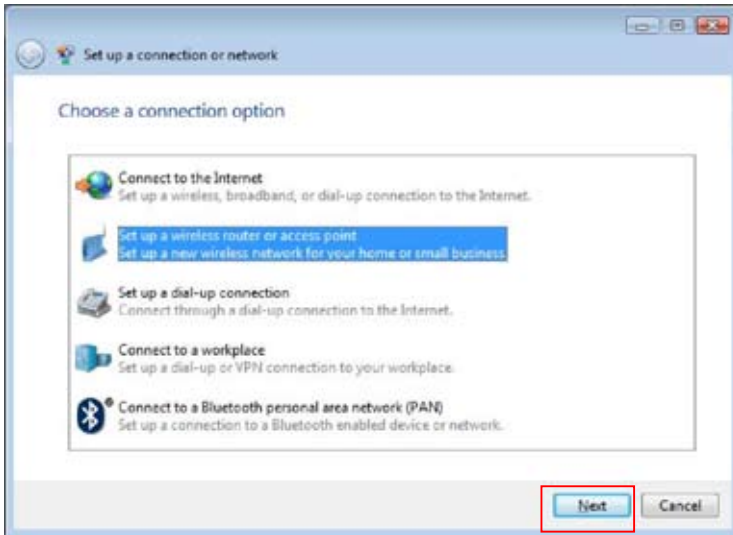 Set up a connection or network
Choose a connection option
Connect to the Internet
Set up a wireless, broadband, or dial-up connection to the Internet.
Set up a wireless router or access point
Set up a new wireless network for your home or small business
Set up a dial-up connection
Connect through a dial-up connection to the Internet.
Connect to a workplace
Set up a dial-up or VPN connection to your workplace.
Connect to a Bluetooth personal area network (PAN)
Set up a connection to a Bluetooth enabled device or network.
Next
Cancel